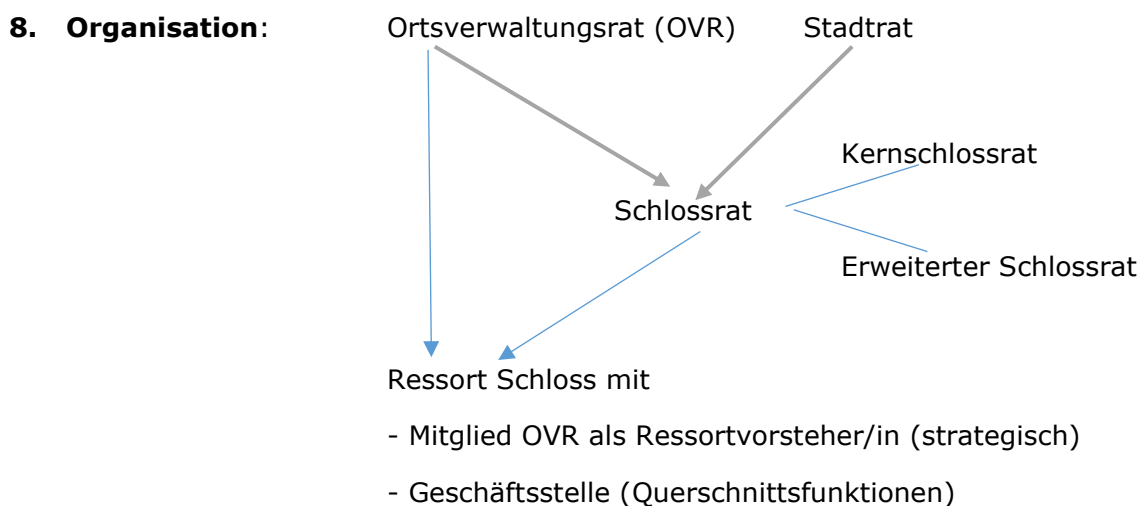 8. Organisation: Ortsverwaltungsrat (OVR) Stadtrat
Kernschlossrat
Schlossrat
Erweiterter Schlossrat
Ressort Schloss mit
- Mitglied OVR als Ressortvorsteher/in (strategisch)
- Geschäftsstelle (Querschnittsfunktionen)